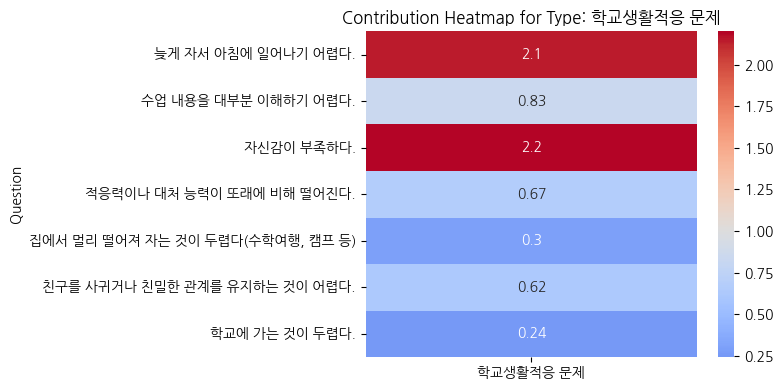 Contribution Heatmap for Type: 학교생활적응 문제
Question
늦게 자서 아침에 일어나기 어렵다.
2.1
수업 내용을 대부분 이해하기 어렵다.
0.83
자신감이 부족하다.
2.2
적응력이나 대처 능력이 또래에 비해 떨어진다.
0.67
집에서 멀리 떨어져 자는 것이 두렵다(수학여행, 캠프 등)
0.3
친구를 사귀거나 친밀한 관계를 유지하는 것이 어렵다.
0.62
학교에 가는 것이 두렵다.
0.24
학교생활적응 문제
2.00
1.75
1.50
1.25
1.00
0.75
0.50
0.25